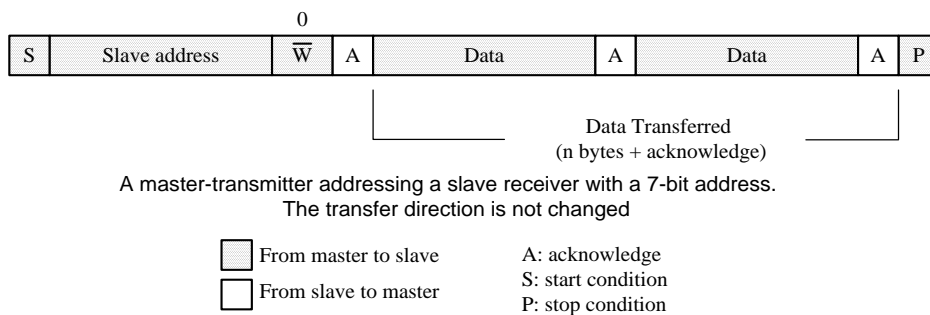 0
S Slave address W̅ A Data A Data A P
Data Transferred
(n bytes + acknowledge)
A master-transmitter addressing a slave receiver with a 7-bit address.
The transfer direction is not changed
From master to slave
From slave to master
A: acknowledge
S: start condition
P: stop condition